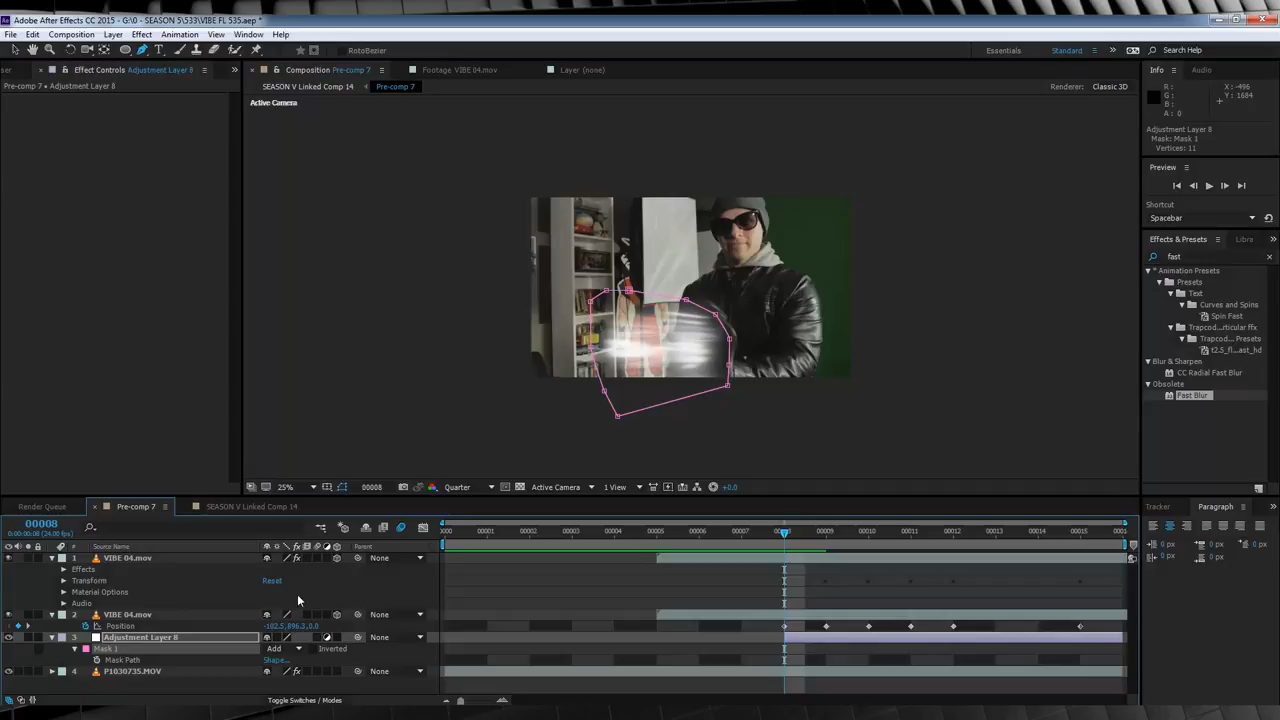 Adobe After Effects CC 2015 - G:\0 - SEASON 5\533\VIBE FL 535.aep *
File Edit Composition Layer Effect Animation View Window Help
RotoBezier Essentials Standard Search Help
ser Effect Controls Adjustment Layer 8 Composition Pre-comp 7 Footage: VIBE 04.mov Layer (none) Info Audio
Pre-comp 7 • Adjustment Layer 8 SEASON V Linked Comp 14 Pre-comp 7 Renderer: Classic 3D
Active Camera
R: X: -496
G: Y: 1684
B:
A: 0
Adjustment Layer 8
Mask: Mask 1
Vertices: 11
Preview
Shortcut
Spacebar
Effects & Presets Libra
fast
* Animation Presets
Presets
Text
Curves and Spins
Spin Fast
Trapcod...rticular ffx
Trapcod... Presets
t2.5_fl...ast_hd
Blur & Sharpen
CC Radial Fast Blur
Obsolete
Fast Blur
25% 00008 Quarter Active Camera 1 View +0.0
Render Queue Pre-comp 7 SEASON V Linked Comp 14 Tracker Paragraph
00008
0:00:00:08 (24.00 fps)
0 px 0 px 0 px
0 px 0 px
000 00001 00002 00003 00004 00005 00006 00007 00009 00010 00011 00012 00013 00014 00015 0001
# Source Name Parent
1 VIBE 04.mov None
Effects
Transform Reset
Material Options
Audio
2 VIBE 04.mov None
Position -102.5,896.3,0.0
3 Adjustment Layer 8 None
Mask 1 Add Inverted
Mask Path Shape...
4 P1030735.MOV None
Toggle Switches / Modes